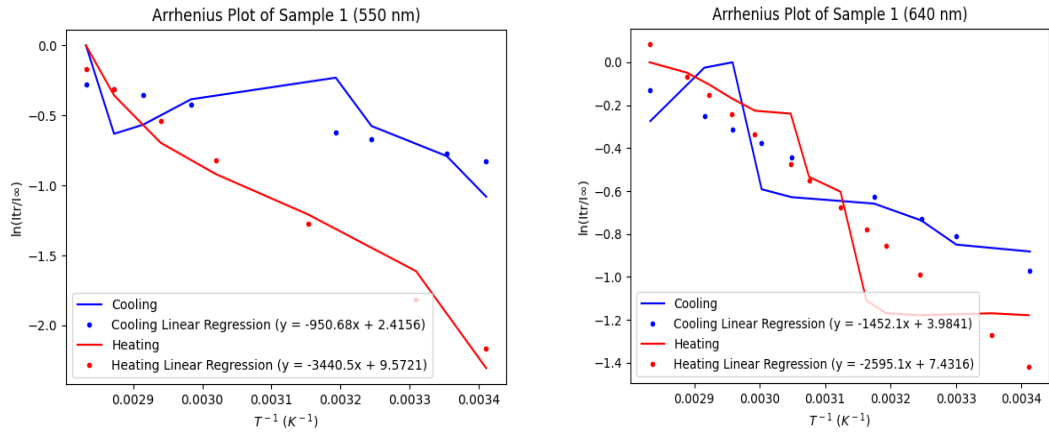 Arrhenius Plot of Sample 1 (550 nm)
0.0
−0.5
−1.0
−1.5
−2.0
ln(Itr/I∞)
Cooling
Cooling Linear Regression (y = -950.68x + 2.4156)
Heating
Heating Linear Regression (y = -3440.5x + 9.5721)
0.0029 0.0030 0.0031 0.0032 0.0033 0.0034
T⁻¹ (K⁻¹)
Arrhenius Plot of Sample 1 (640 nm)
0.0
−0.2
−0.4
−0.6
−0.8
−1.0
−1.2
−1.4
ln(Itr/I∞)
Cooling
Cooling Linear Regression (y = -1452.1x + 3.9841)
Heating
Heating Linear Regression (y = -2595.1x + 7.4316)
0.0029 0.0030 0.0031 0.0032 0.0033 0.0034
T⁻¹ (K⁻¹)